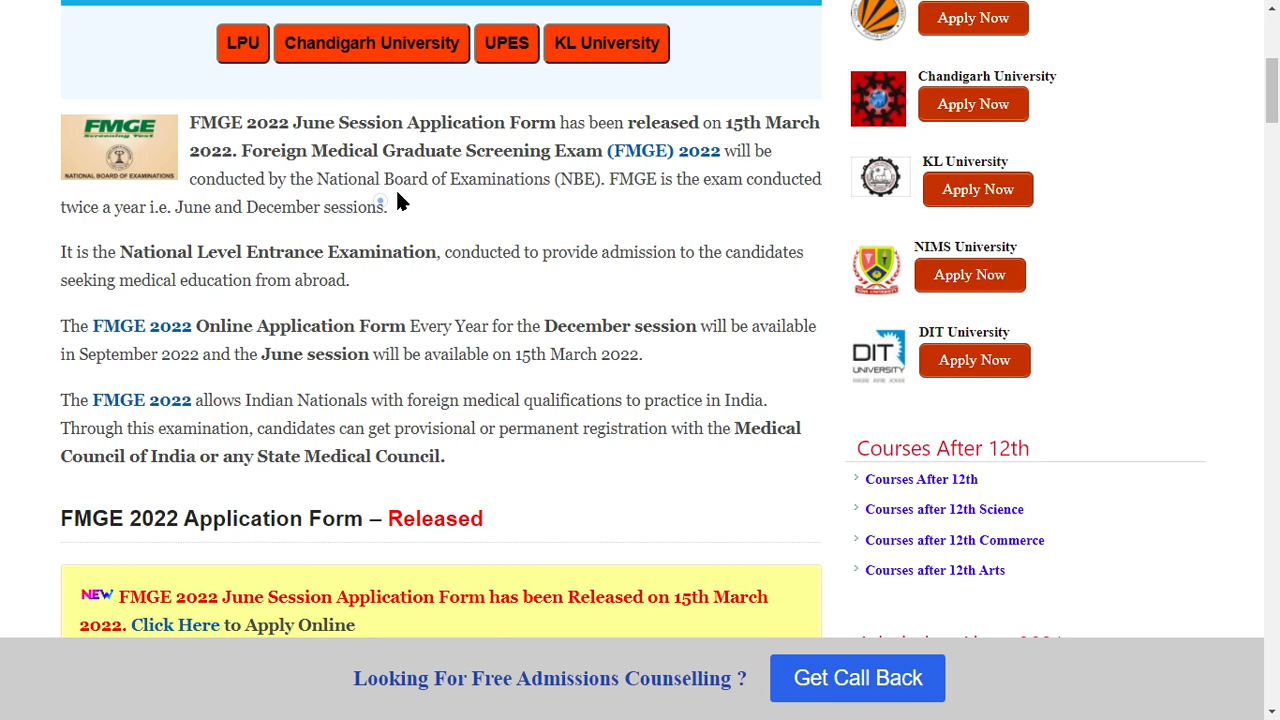 LPU Chandigarh University UPES KL University
FMGE
Screening Test
NATIONAL BOARD OF EXAMINATIONS
FMGE 2022 June Session Application Form has been released on 15th March
2022. Foreign Medical Graduate Screening Exam (FMGE) 2022 will be
conducted by the National Board of Examinations (NBE). FMGE is the exam conducted
twice a year i.e. June and December sessions.
It is the National Level Entrance Examination, conducted to provide admission to the candidates
seeking medical education from abroad.
The FMGE 2022 Online Application Form Every Year for the December session will be available
in September 2022 and the June session will be available on 15th March 2022.
The FMGE 2022 allows Indian Nationals with foreign medical qualifications to practice in India.
Through this examination, candidates can get provisional or permanent registration with the Medical
Council of India or any State Medical Council.
FMGE 2022 Application Form – Released
NEW FMGE 2022 June Session Application Form has been Released on 15th March
2022. Click Here to Apply Online
Apply Now
Chandigarh University
Apply Now
KL University
Apply Now
NIMS University
Apply Now
DIT University
DIT
UNIVERSITY
Apply Now
Courses After 12th
Courses After 12th
Courses after 12th Science
Courses after 12th Commerce
Courses after 12th Arts
Looking For Free Admissions Counselling ? Get Call Back